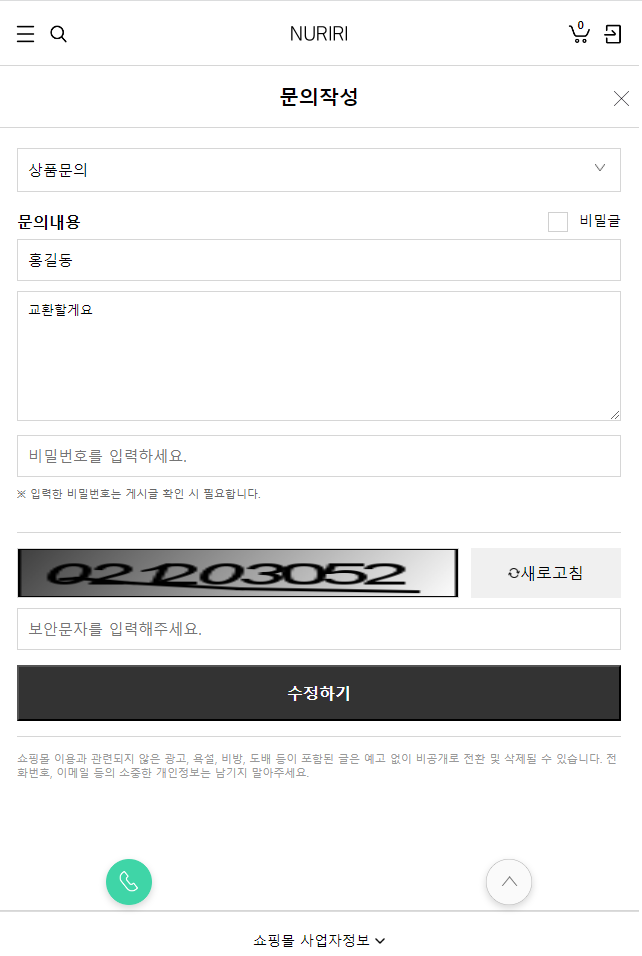 NURIRI
0
문의작성
상품문의
문의내용
비밀글
홍길동
교환할게요
비밀번호를 입력하세요.
※ 입력한 비밀번호는 게시글 확인 시 필요합니다.
새로고침
보안문자를 입력해주세요.
수정하기
쇼핑몰 이용과 관련되지 않은 광고, 욕설, 비방, 도배 등이 포함된 글은 예고 없이 비공개로 전환 및 삭제될 수 있습니다. 전
화번호, 이메일 등의 소중한 개인정보는 남기지 말아주세요.
쇼핑몰 사업자정보